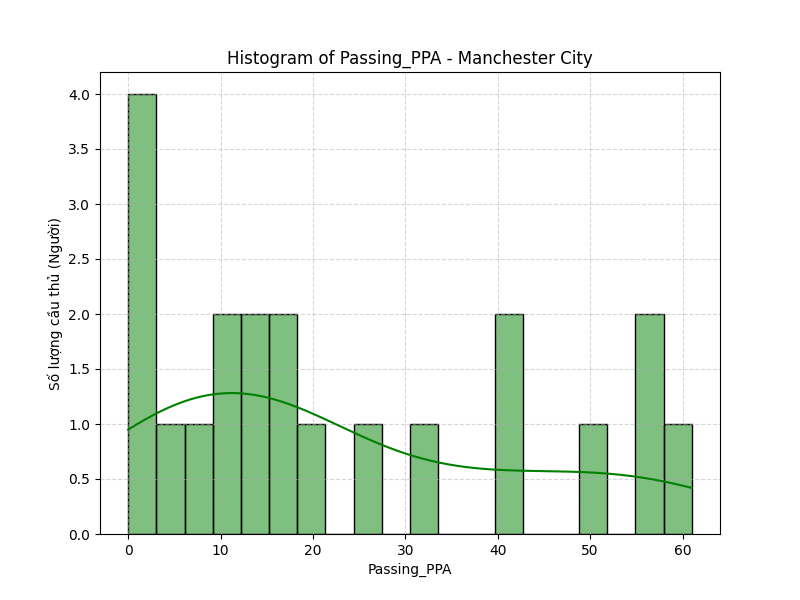 Histogram of Passing_PPA - Manchester City
Số lượng cầu thủ (Người)
4.0
3.5
3.0
2.5
2.0
1.5
1.0
0.5
0.0
0 10 20 30 40 50 60
Passing_PPA